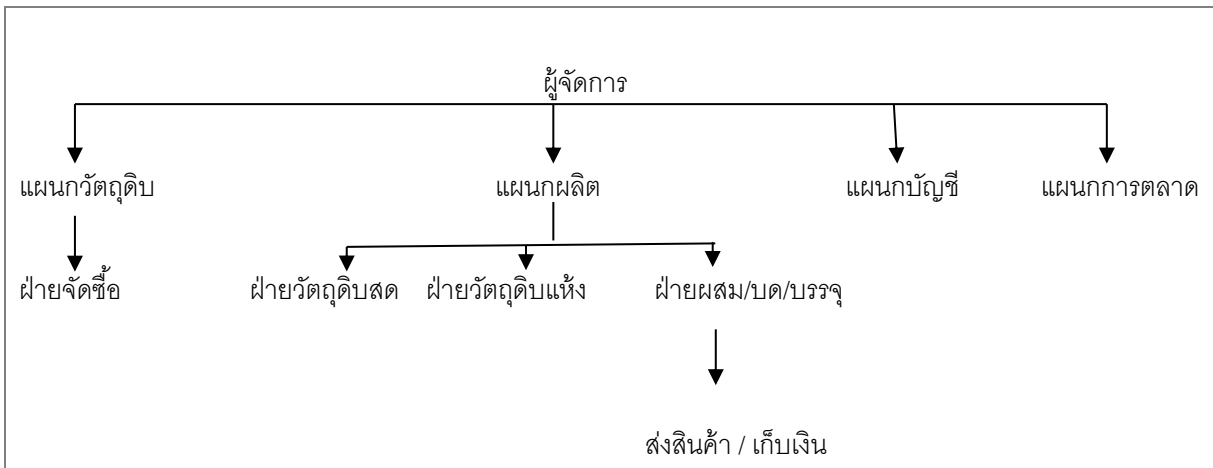 ผู้จัดการ
แผนกวัตถุดิบ แผนกผลิต แผนกบัญชี แผนกการตลาด
ฝ่ายจัดซื้อ ฝ่ายวัตถุดิบสด ฝ่ายวัตถุดิบแห้ง ฝ่ายผสม/บด/บรรจุ
ส่งสินค้า / เก็บเงิน